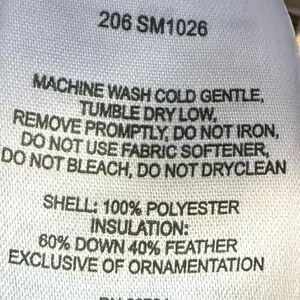 206 SM1026
MACHINE WASH COLD GENTLE,
TUMBLE DRY LOW,
REMOVE PROMPTLY, DO NOT IRON,
DO NOT USE FABRIC SOFTENER,
DO NOT BLEACH, DO NOT DRYCLEAN
SHELL: 100% POLYESTER
INSULATION:
60% DOWN 40% FEATHER
EXCLUSIVE OF ORNAMENTATION